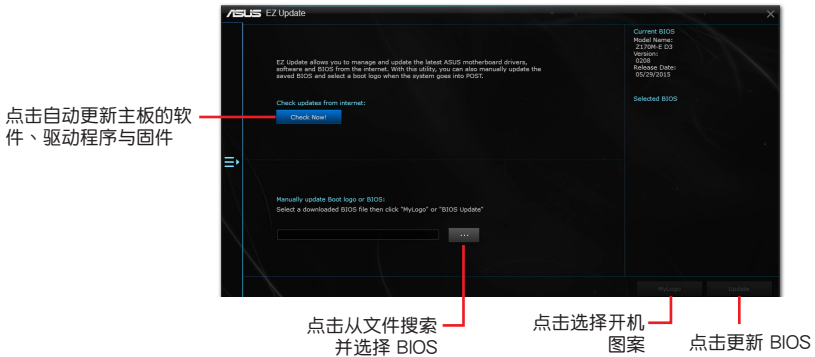 ASUS EZ Update
Current BIOS
Model Name:
Z170M-E D3
Version:
0208
Release Date:
05/29/2015
Selected BIOS
EZ Update allows you to manage and update the latest ASUS motherboard drivers,
software and BIOS from the internet. With this utility, you can also manually update the
saved BIOS and select a boot logo when the system goes into POST.
Check updates from internet:
Check Now!
点击自动更新主板的软
件、驱动程序与固件
Manually update Boot logo or BIOS:
Select a downloaded BIOS file then click "MyLogo" or "BIOS Update"
...
MyLogo
Update
点击从文件搜索
并选择 BIOS
点击选择开机
图案
点击更新 BIOS